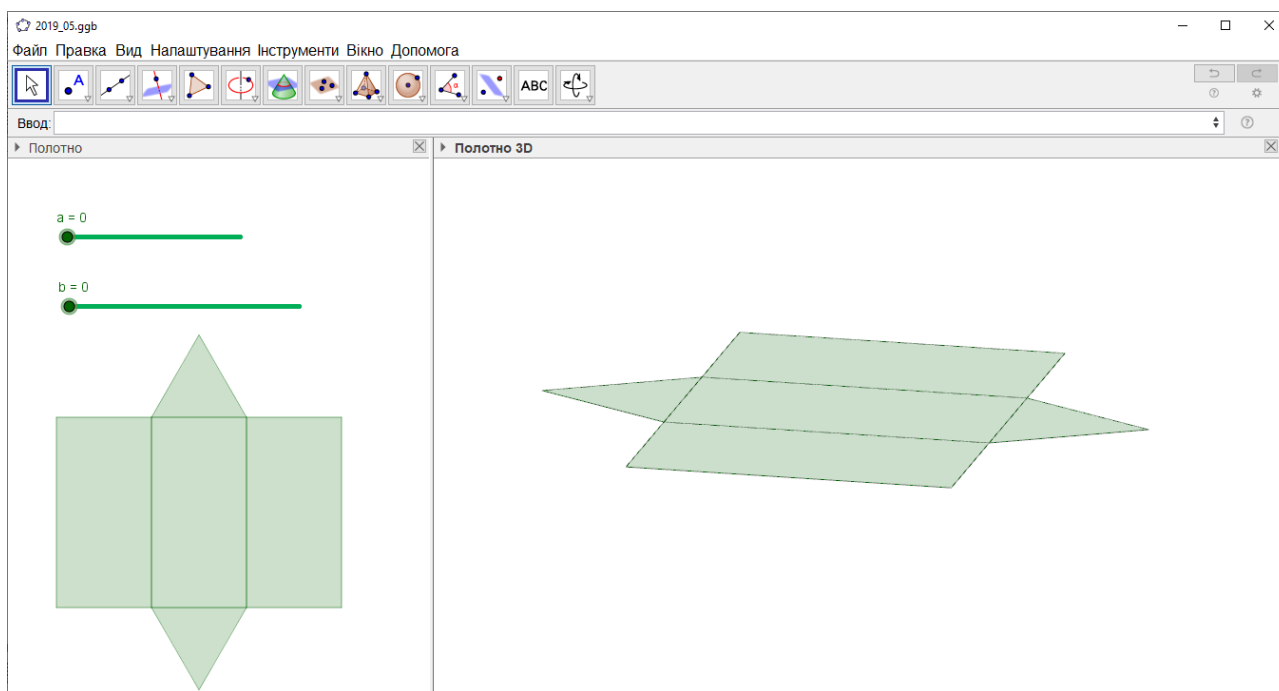 2019_05.ggb
Файл Правка Вид Налаштування Інструменти Вікно Допомога
A
α
ABC
Ввод:
Полотно
Полотно 3D
a = 0
b = 0